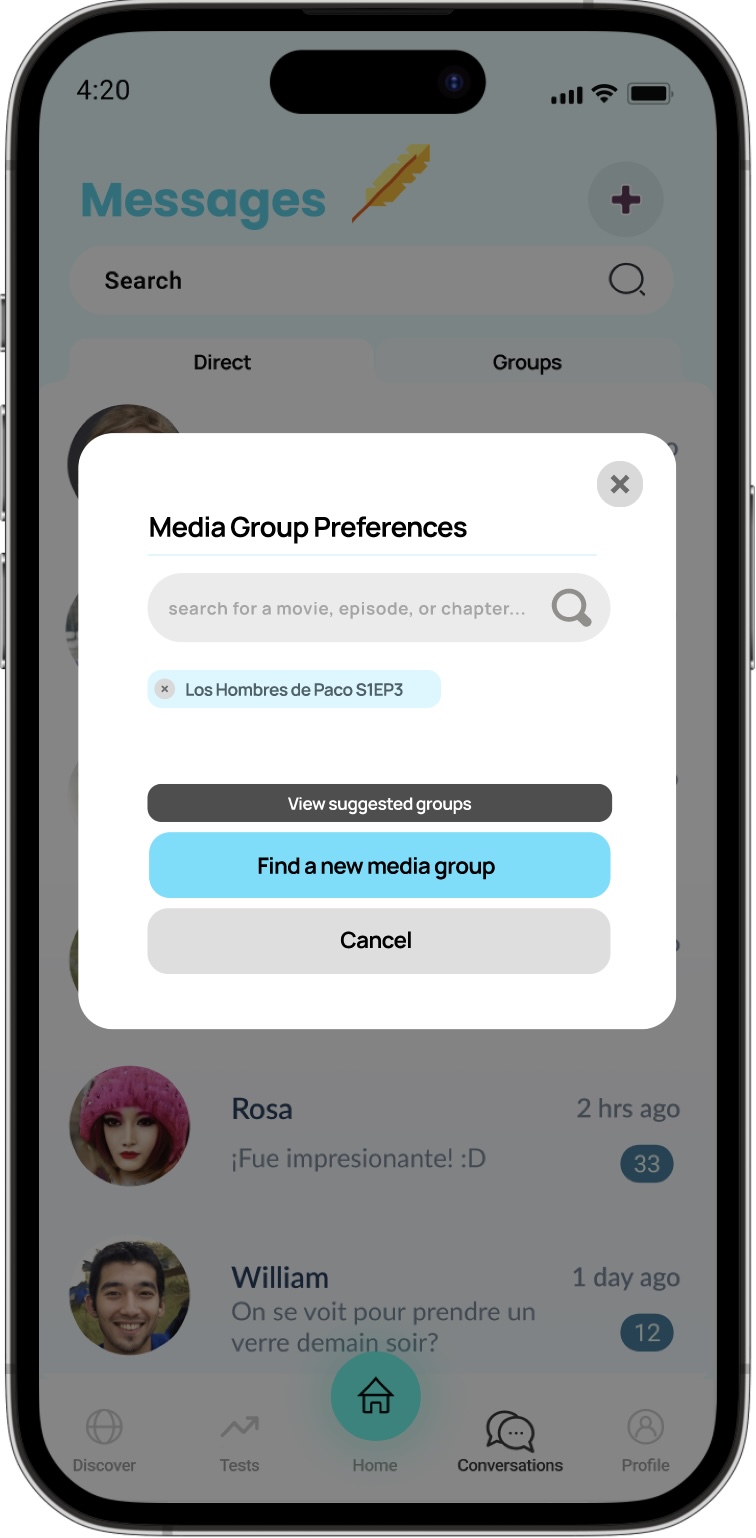 4:20
Messages
Search
Direct
Groups
Media Group Preferences
search for a movie, episode, or chapter...
Los Hombres de Paco S1EP3
View suggested groups
Find a new media group
Cancel
Rosa
2 hrs ago
¡Fue impresionante! :D
33
William
1 day ago
On se voit pour prendre un
verre demain soir?
12
Discover
Tests
Home
Conversations
Profile